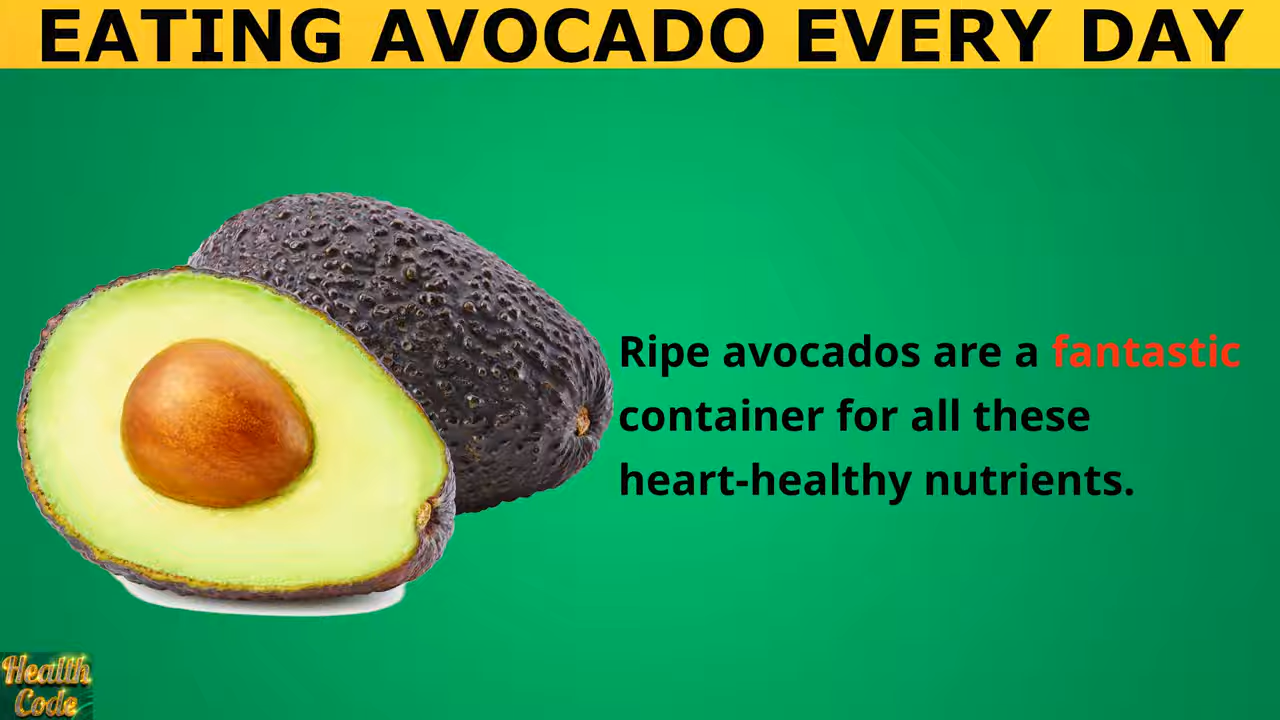 EATING AVOCADO EVERY DAY
Ripe avocados are a fantastic
container for all these
heart-healthy nutrients.
Health
Code